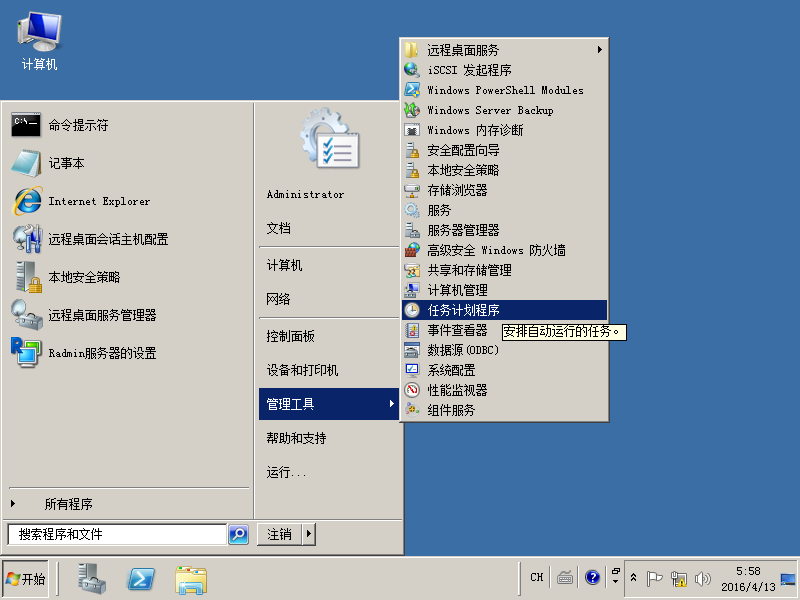 计算机
命令提示符
记事本
Internet Explorer
远程桌面会话主机配置
本地安全策略
远程桌面服务管理器
Radmin服务器的设置
所有程序
搜索程序和文件
Administrator
文档
计算机
网络
控制面板
设备和打印机
管理工具
帮助和支持
运行...
注销
远程桌面服务
iSCSI 发起程序
Windows PowerShell Modules
Windows Server Backup
Windows 内存诊断
安全配置向导
本地安全策略
存储浏览器
服务
服务器管理器
高级安全 Windows 防火墙
共享和存储管理
计算机管理
任务计划程序
事件查看器
安排自动运行的任务。
数据源(ODBC)
系统配置
性能监视器
组件服务
开始
CH
5:58
2016/4/13